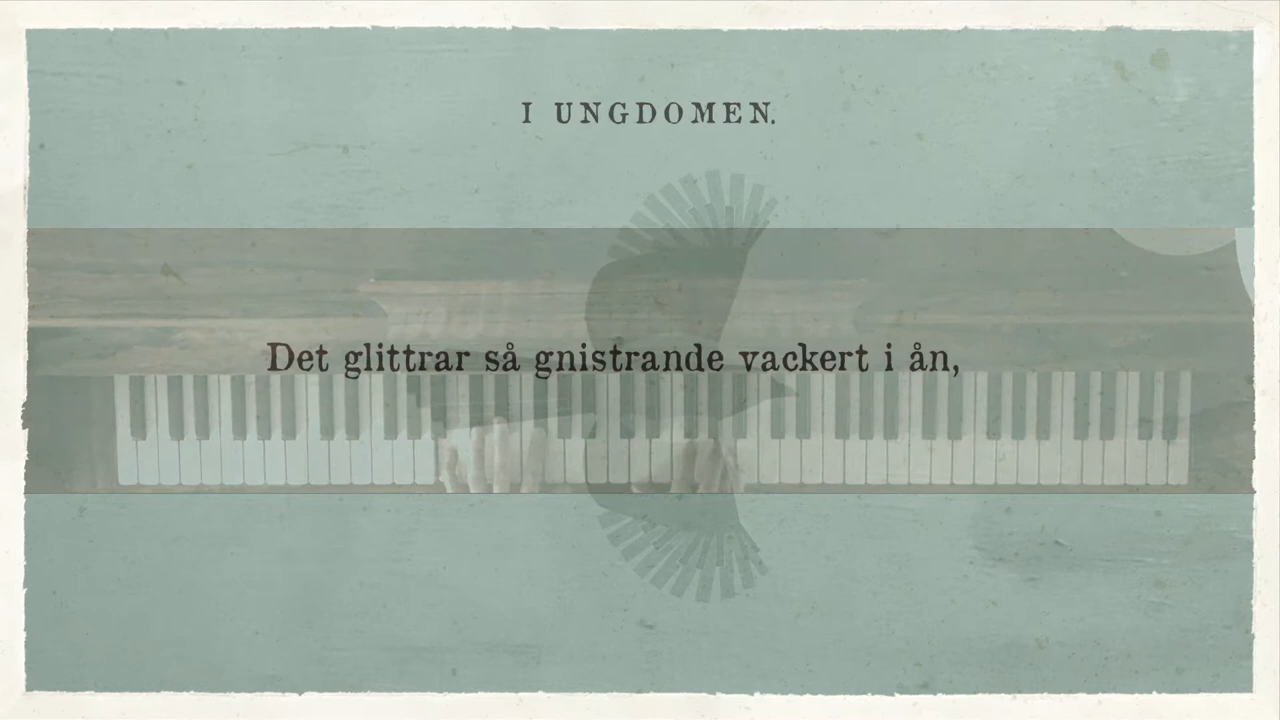 I UNGDOMEN.
Det glittrar så gnistrande vackert i ån,